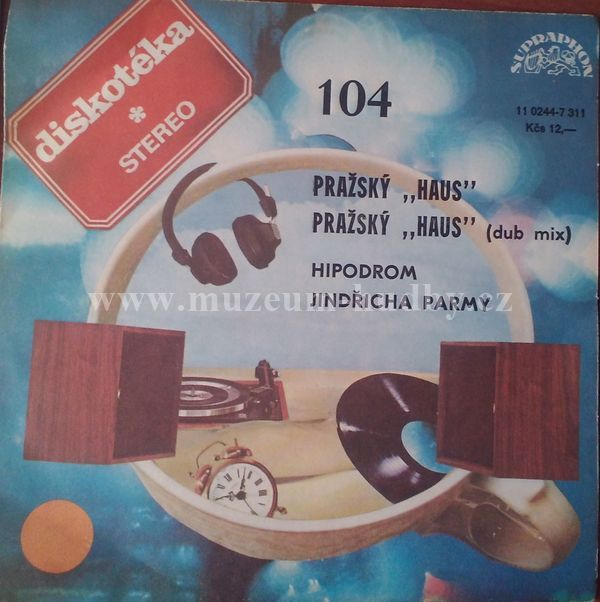 diskotéka
*
STEREO
104
SUPRAPHON
11 0244-7 311
Kčs 12,—
PRAŽSKÝ „HAUS"
PRAŽSKÝ „HAUS" (dub mix)
HIPODROM
JINDŘICHA PARMY
www.muzeum-hudby.cz